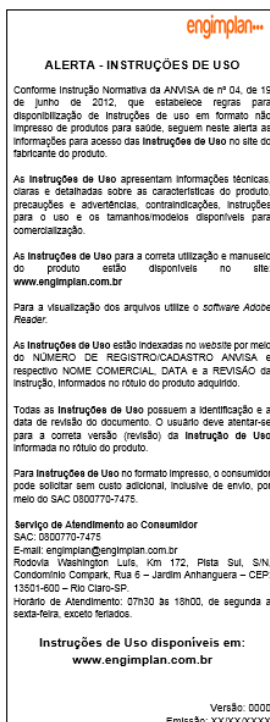 engimplan
ALERTA - INSTRUÇÕES DE USO
Conforme Instrução Normativa da ANVISA de nº 04, de 19
de junho de 2012, que estabelece regras para
disponibilização de instruções de uso em formato não
impresso de produtos para saúde, seguem neste alerta as
informações para acesso das Instruções de Uso no site do
fabricante do produto.
As Instruções de Uso apresentam informações técnicas,
claras e detalhadas sobre as características do produto,
precauções e advertências, contraindicações, instruções
para o uso e os tamanhos/modelos disponíveis para
comercialização.
As Instruções de Uso para a correta utilização e manuseio
do produto estão disponíveis no site:
www.engimplan.com.br
Para a visualização dos arquivos utilize o software Adobe
Reader.
As Instruções de Uso estão indexadas no website por meio
do NÚMERO DE REGISTRO/CADASTRO ANVISA e
respectivo NOME COMERCIAL, DATA e a REVISÃO da
Instrução, informados no rótulo do produto adquirido.
Todas as Instruções de Uso possuem a identificação e a
data de revisão do documento. O usuário deve atentar-se
para a correta versão (revisão) da Instrução de Uso
informada no rótulo do produto.
Para Instruções de Uso no formato impresso, o consumidor
pode solicitar sem custo adicional, inclusive de envio, por
meio do SAC 0800770-7475.
Serviço de Atendimento ao Consumidor
SAC: 0800770-7475
E-mail: engimplan@engimplan.com.br
Rodovia Washington Luis, Km 172, Pista Sul, S/N,
Condomínio Compark, Rua 6 – Jardim Anhanguera – CEP:
13501-600 – Rio Claro-SP.
Horário de Atendimento: 07h30 às 18h00, de segunda a
sexta-feira, exceto feriados.
Instruções de Uso disponíveis em:
www.engimplan.com.br
Versão: 0000
Emissão: XX/XX/XXXX